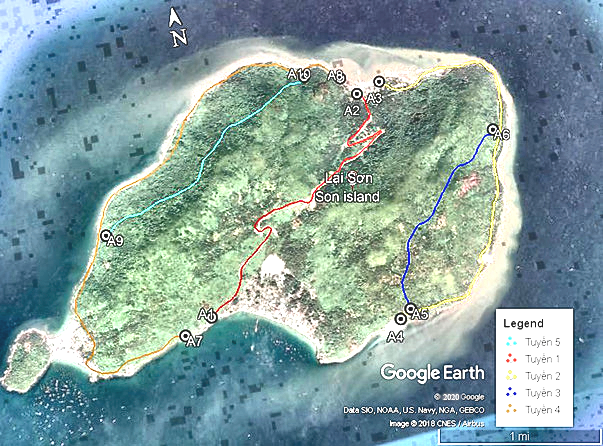 N
A10
A8
A2
A3
A6
Lai Sơn
Son island
A9
A1
A7
A5
A4
Google Earth
© 2020 Google
Data SIO, NOAA, U.S. Navy, NGA, GEBCO
Image © 2018 CNES / Airbus
1 mi
Legend
Tuyến 5
Tuyến 1
Tuyến 2
Tuyến 3
Tuyến 4